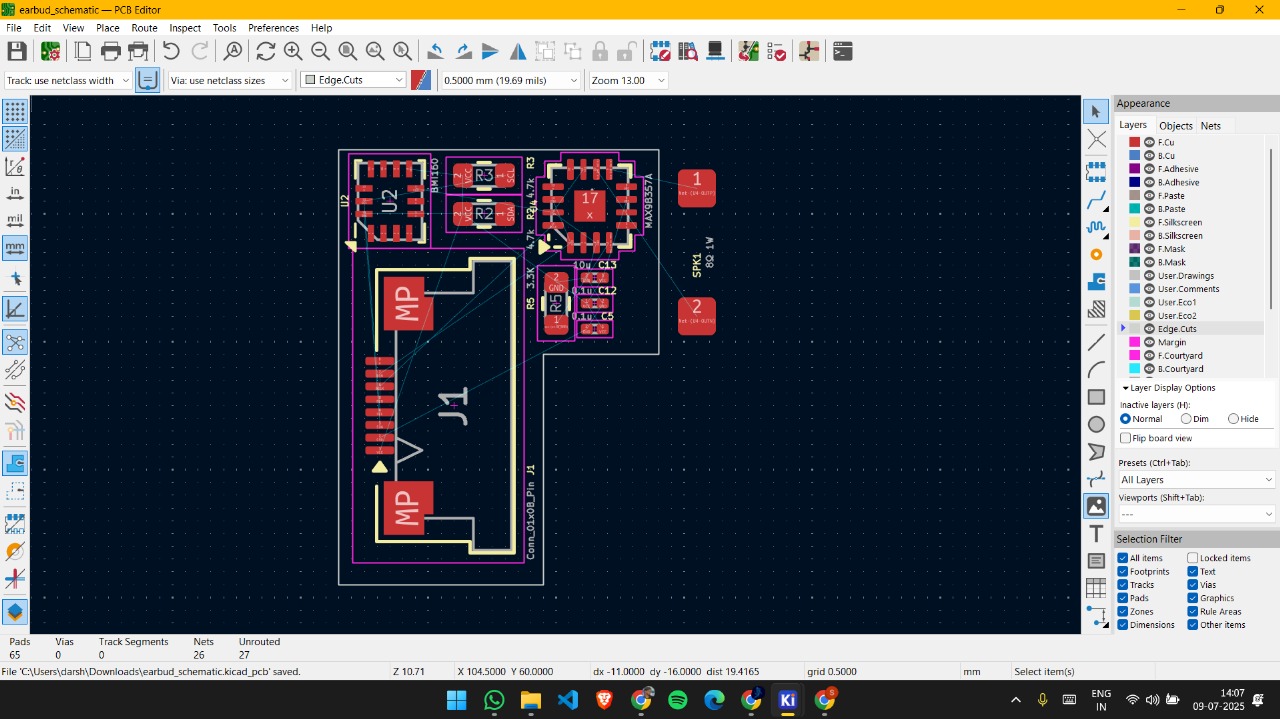 earbud_schematic — PCB Editor
File Edit View Place Route Inspect Tools Preferences Help
Track: use netclass width Via: use netclass sizes Edge.Cuts 0.5000 mm (19.69 mils) Zoom 13.00
in
mil
mm
U2
U2
BMI160
VCC 2 R3 1 SCL
R3
4.7k
VCC 2 R2 1 SDA
R2
4.7k
17
x
MAX98357A
1
SPK1
8Ω 1W
2
10u C13
0.1u C12
0.1u C5
3.3K
R5
2
GND
R5
1
MP
J1
MP
Conn_01x08_Pin J1
Appearance
Layers Objects Nets
F.Cu
B.Cu
F.Adhesive
B.Adhesive
F.Paste
B.Paste
F.Silkscreen
B.Silkscreen
F.Mask
B.Mask
User.Drawings
User.Comments
User.Eco1
User.Eco2
Edge.Cuts
Margin
F.Courtyard
B.Courtyard
Layer Display Options
Inactive layers (H):
Normal Dim Hide
Flip board view
Presets (Ctrl+Tab):
All Layers
Viewports (Shift+Tab):
---
Selection Filter
All items Locked items
Footprints Text
Tracks Vias
Pads Graphics
Zones Rule Areas
Dimensions Other items
Pads Vias Track Segments Nets Unrouted
65 0 0 26 27
File 'C:\Users\darsh\Downloads\earbud_schematic.kicad_pcb' saved. Z 10.71 X 104.5000 Y 60.0000 dx -11.0000 dy -16.0000 dist 19.4165 grid 0.5000 mm Select item(s)
Ki
ENG
IN
14:07
09-07-2025